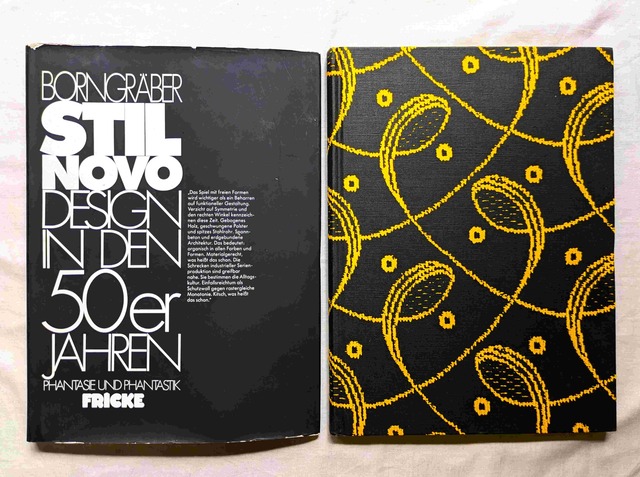 BORNGRÄBER
STIL
NOVO
DESIGN
IN DEN
50er
JAHREN
PHANTASIE UND PHANTASTIK
FRICKE
„Das Spiel mit freien Formen
wird wichtiger als ein Beharren
auf funktioneller Gestaltung.
Verzicht auf Symmetrie und
den rechten Winkel kennzeich-
nen diese Zeit. Gebogenes
Holz, geschwungene Polster
und spitzes Stahlrohr. Spann-
beton und erdgebundene
Architektur. Das bedeutet:
organisch in allen Farben und
Formen. Materialgerecht,
was heißt das schon. Die
Schrecken industrieller Serien-
produktion sind greifbar
nahe. Sie bestimmen die Alltags-
kultur. Einfallsreichtum als
Schutzwall gegen rastergleiche
Monotonie. Kitsch, was heißt
das schon.“